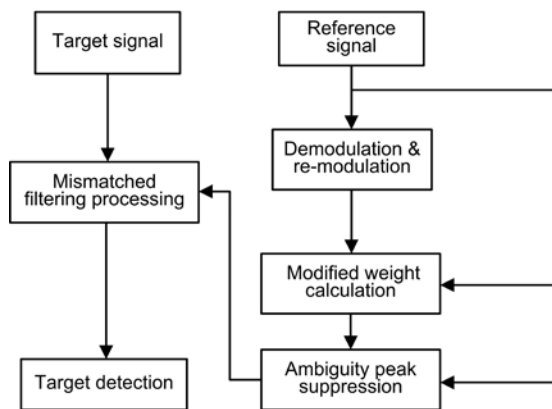 Target signal
Reference
signal
Demodulation &
re-modulation
Mismatched
filtering processing
Modified weight
calculation
Target detection
Ambiguity peak
suppression